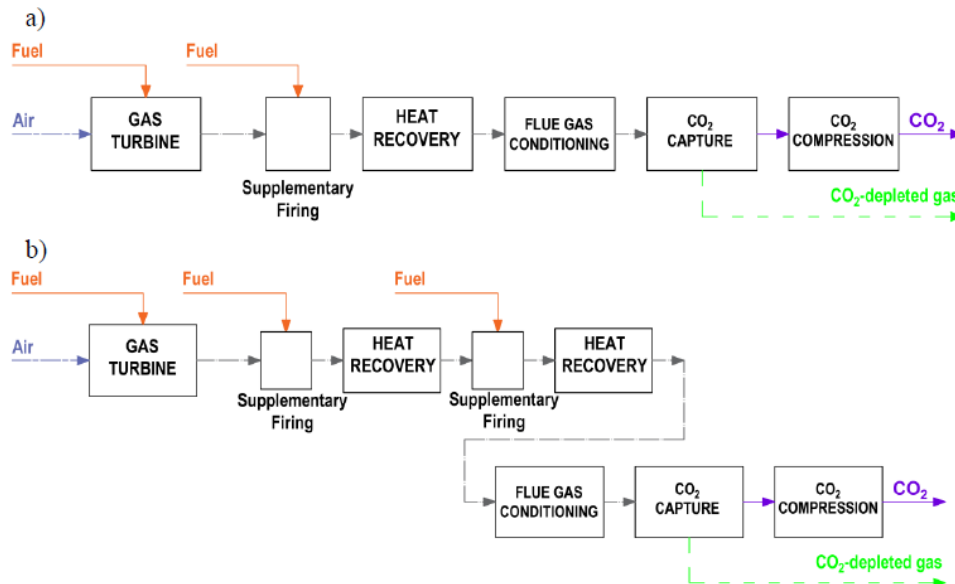 a)
Fuel
Fuel
Air
GAS
TURBINE
Supplementary
Firing
HEAT
RECOVERY
FLUE GAS
CONDITIONING
CO₂
CAPTURE
CO₂
COMPRESSION
CO₂
CO₂-depleted gas
b)
Fuel
Fuel
Fuel
Air
GAS
TURBINE
Supplementary
Firing
HEAT
RECOVERY
Supplementary
Firing
HEAT
RECOVERY
FLUE GAS
CONDITIONING
CO₂
CAPTURE
CO₂
COMPRESSION
CO₂
CO₂-depleted gas